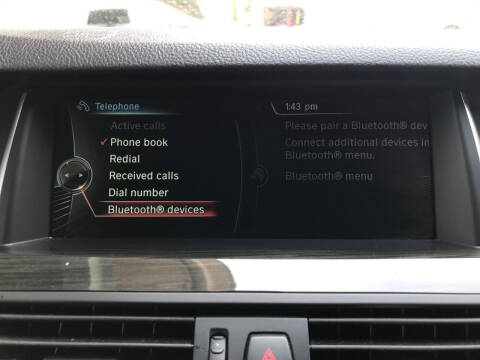 Telephone
Active calls
✓ Phone book
Redial
Received calls
Dial number
Bluetooth® devices
1:43 pm
Please pair a Bluetooth® dev
Connect additional devices in
Bluetooth® menu.
Bluetooth® menu